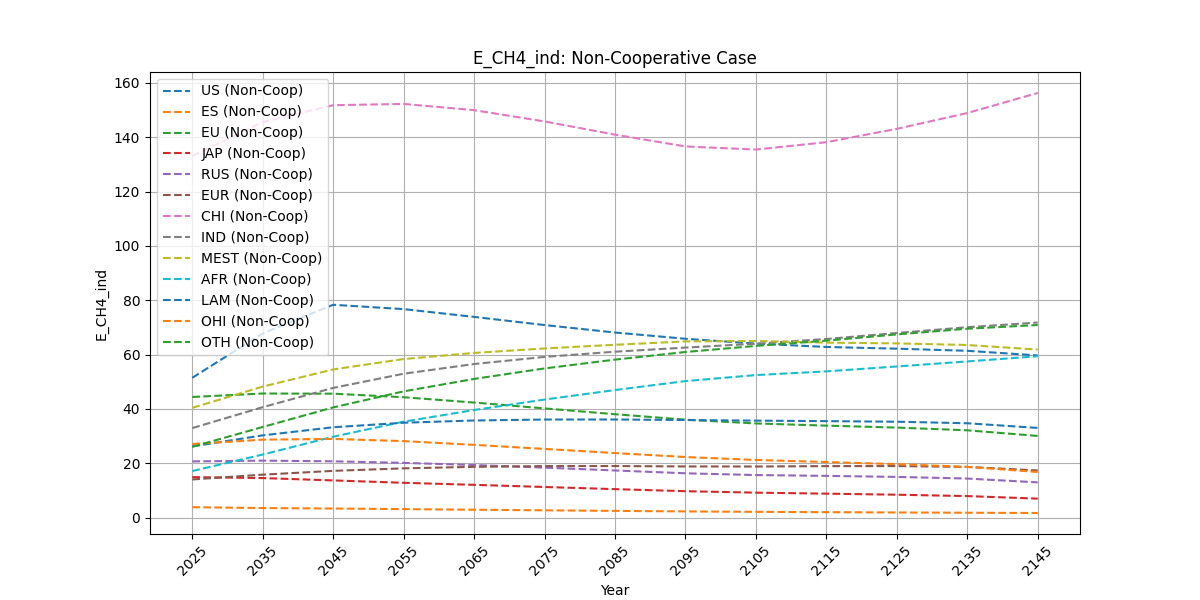 E_CH4_ind: Non-Cooperative Case
160
140
120
100
80
60
40
20
0
E_CH4_ind
US (Non-Coop)
ES (Non-Coop)
EU (Non-Coop)
JAP (Non-Coop)
RUS (Non-Coop)
EUR (Non-Coop)
CHI (Non-Coop)
IND (Non-Coop)
MEST (Non-Coop)
AFR (Non-Coop)
LAM (Non-Coop)
OHI (Non-Coop)
OTH (Non-Coop)
2025
2035
2045
2055
2065
2075
2085
2095
2105
2115
2125
2135
2145
Year